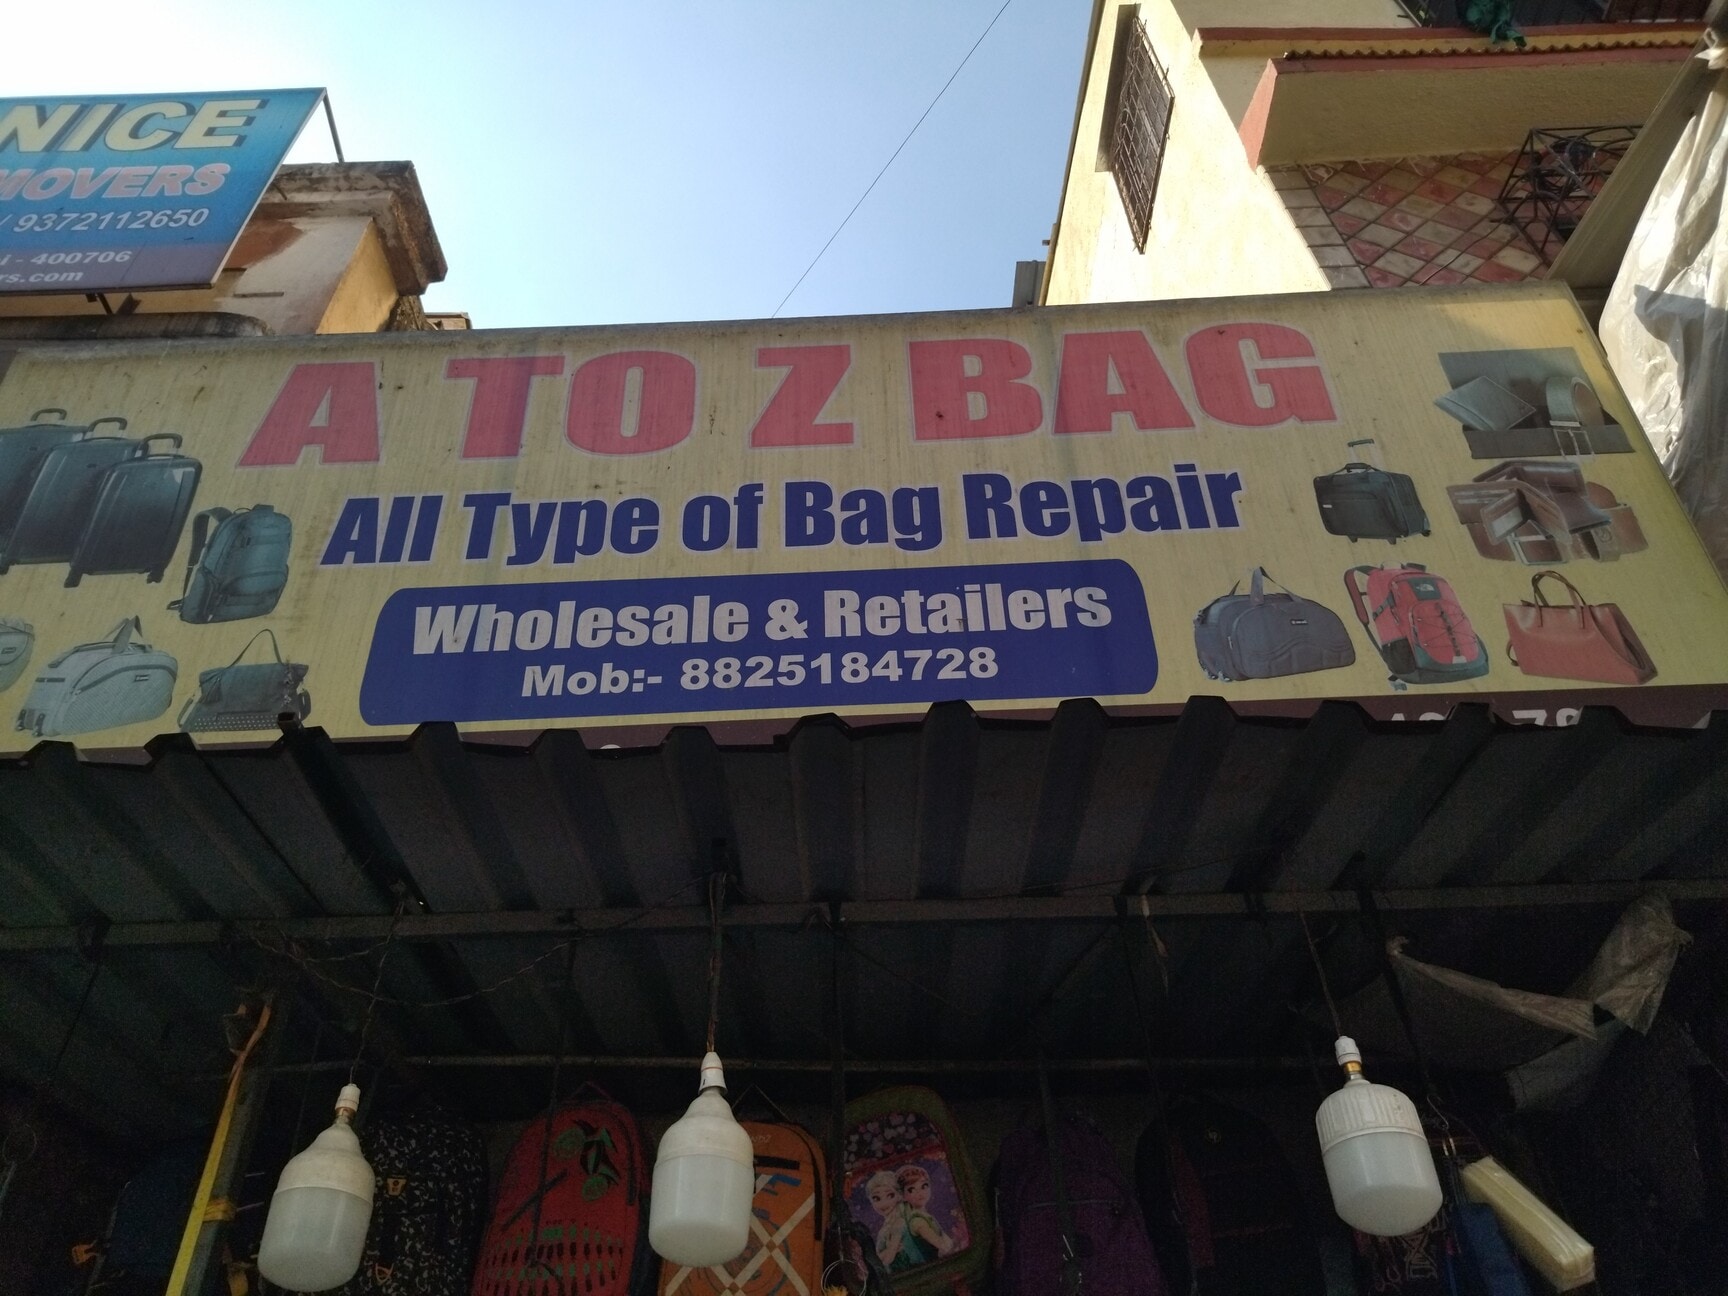 NICE
MOVERS
/ 9372112650
i - 400706
rs.com
A TO Z BAG
All Type of Bag Repair
Wholesale & Retailers
Mob:- 8825184728